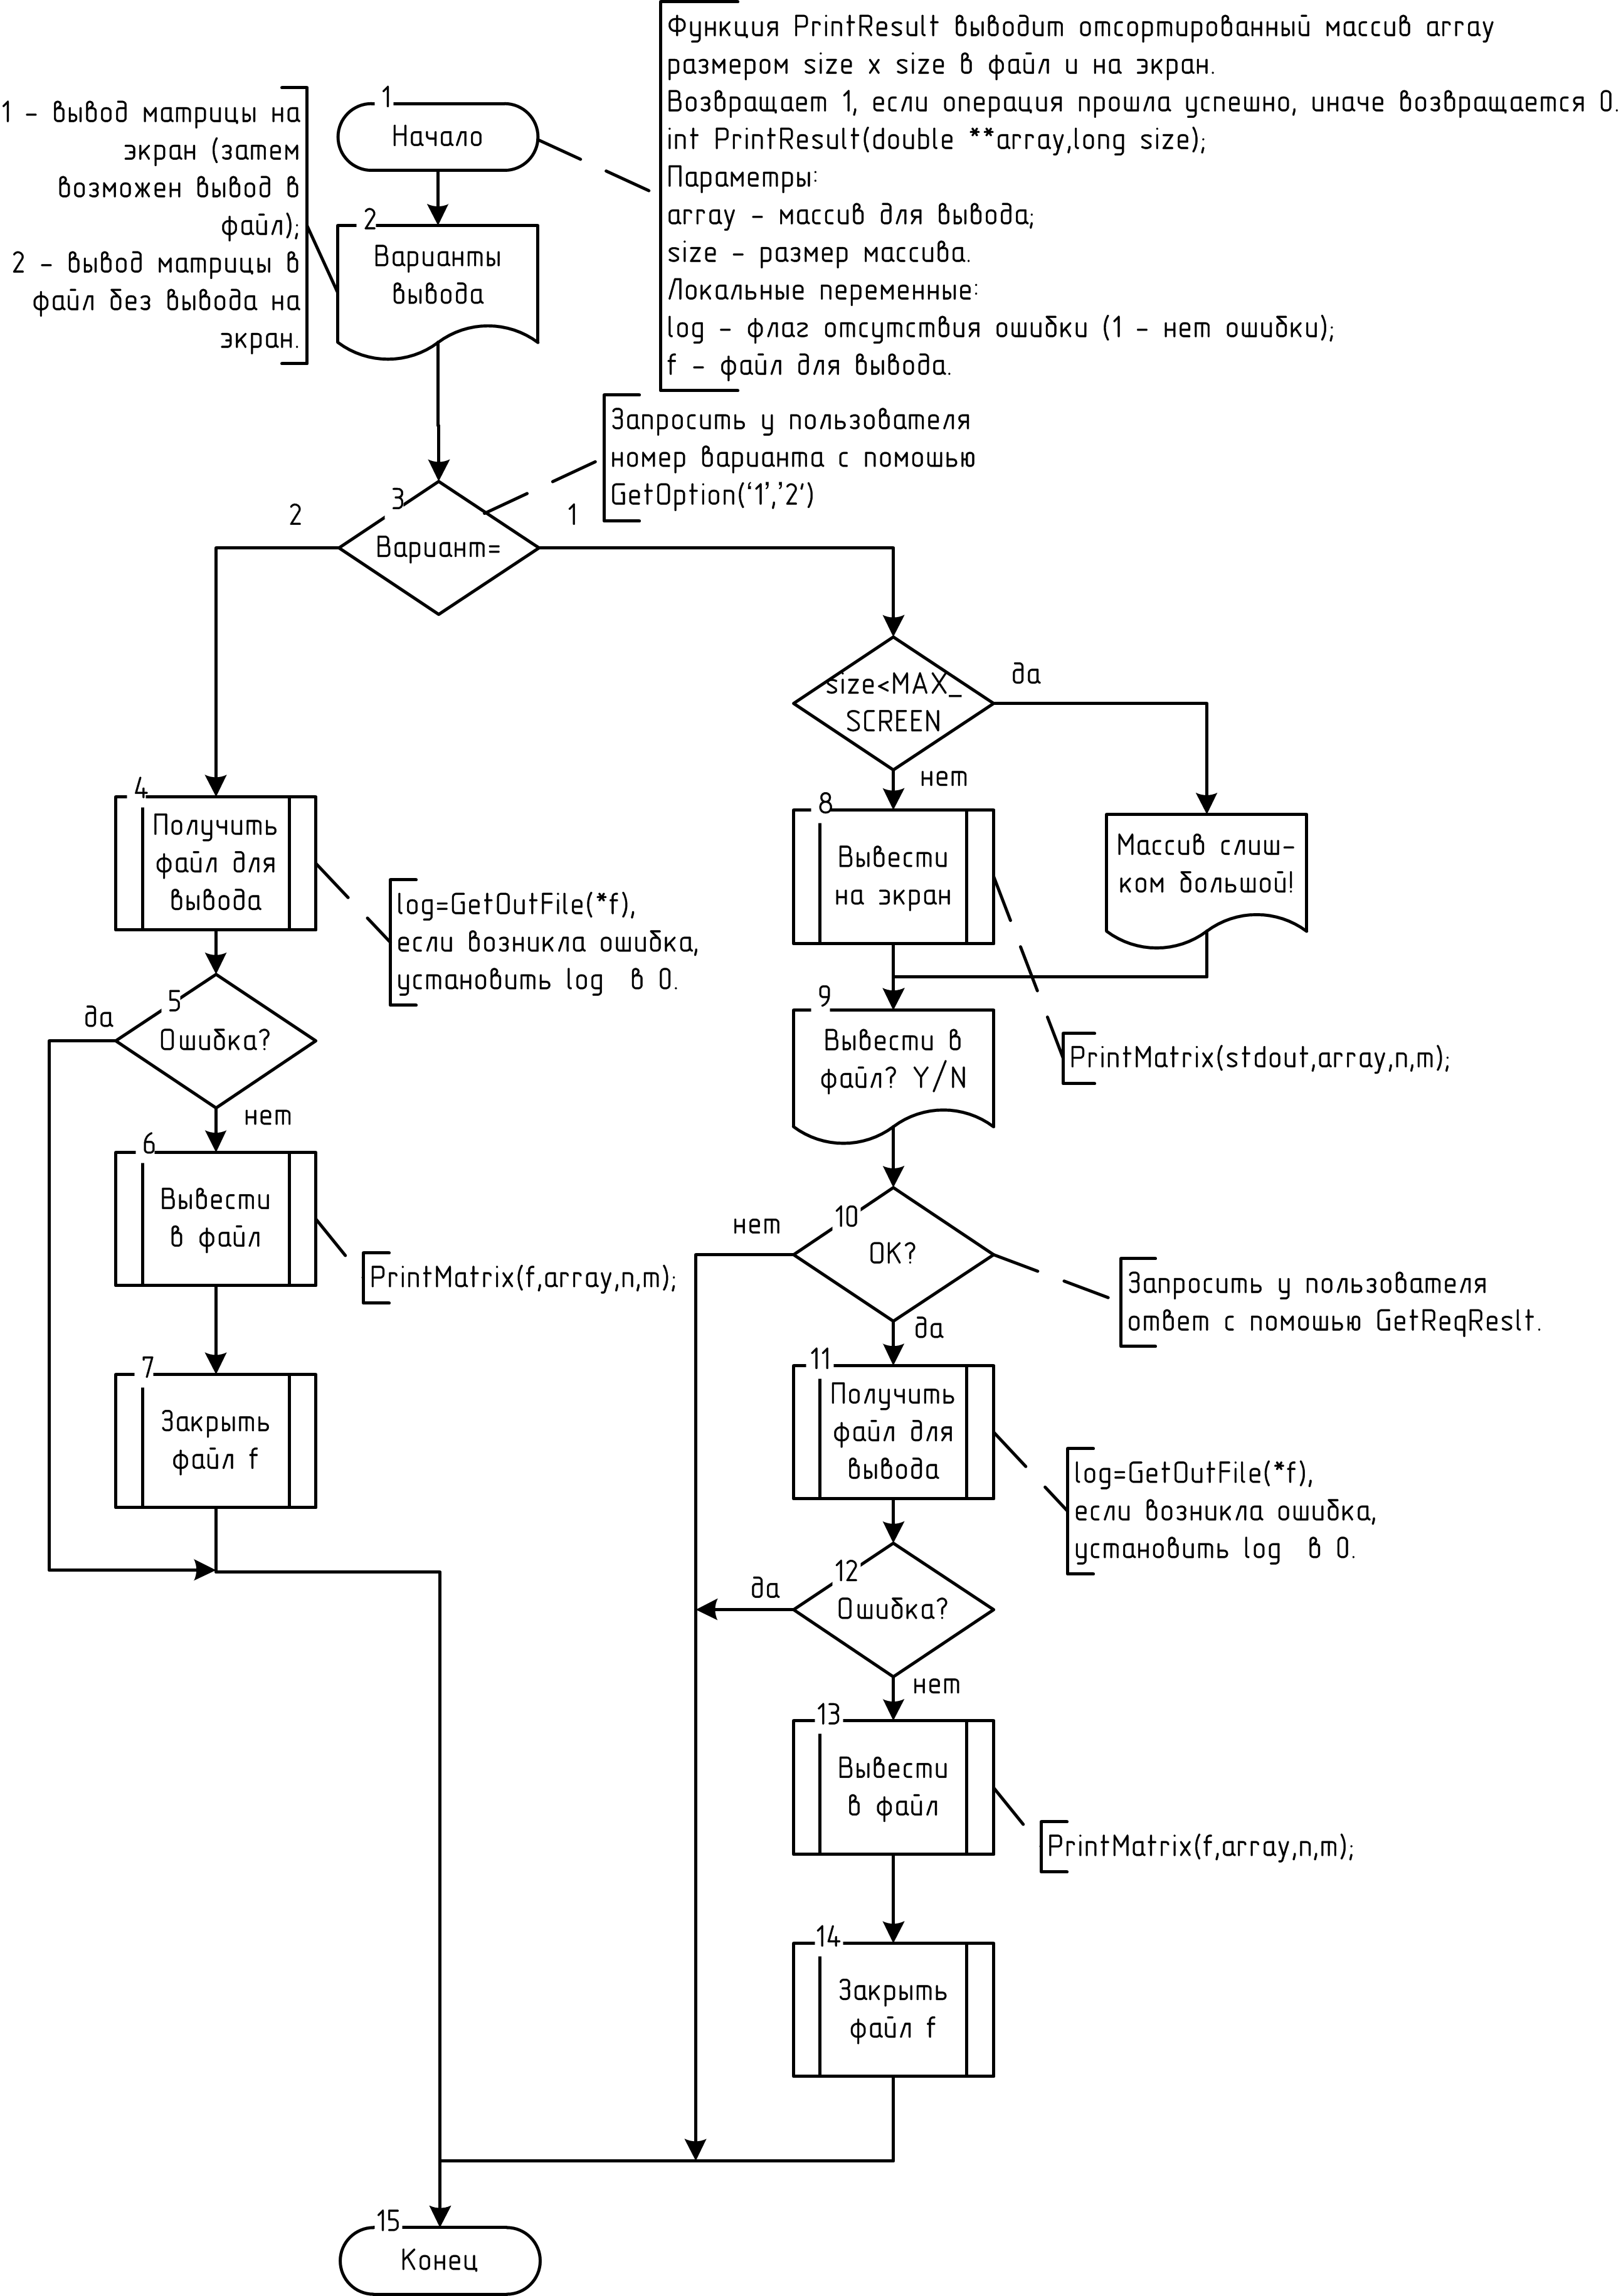 Функция PrintResult выводит отсортированный массив array
размером size x size в файл и на экран.
Возвращает 1, если операция прошла успешно, иначе возвращается 0.
int PrintResult(double **array,long size);
Параметры:
array – массив для вывода;
size – размер массива.
Локальные переменные:
log – флаг отсутствия ошибки (1 – нет ошибки);
f – файл для вывода.
1
Начало
1 – вывод матрицы на
экран (затем
возможен вывод в
файл);
2 – вывод матрицы в
файл без вывода на
экран.
2
Варианты
вывода
Запросить у пользователя
номер варианта с помошью
GetOption(‘1’,’2’)
3
Вариант=
2
1
size<MAX_
SCREEN
да
нет
4
Получить
файл для
вывода
log=GetOutFile(*f),
если возникла ошибка,
установить log  в 0.
8
Вывести
на экран
Массив слиш-
ком большой!
5
Ошибка?
да
нет
9
Вывести в
файл? Y/N
PrintMatrix(stdout,array,n,m);
6
Вывести
в файл
PrintMatrix(f,array,n,m);
10
ОК?
нет
да
Запросить у пользователя
ответ с помошью GetReqReslt.
7
Закрыть
файл f
11
Получить
файл для
вывода
log=GetOutFile(*f),
если возникла ошибка,
установить log  в 0.
12
Ошибка?
да
нет
13
Вывести
в файл
PrintMatrix(f,array,n,m);
14
Закрыть
файл f
15
Конец